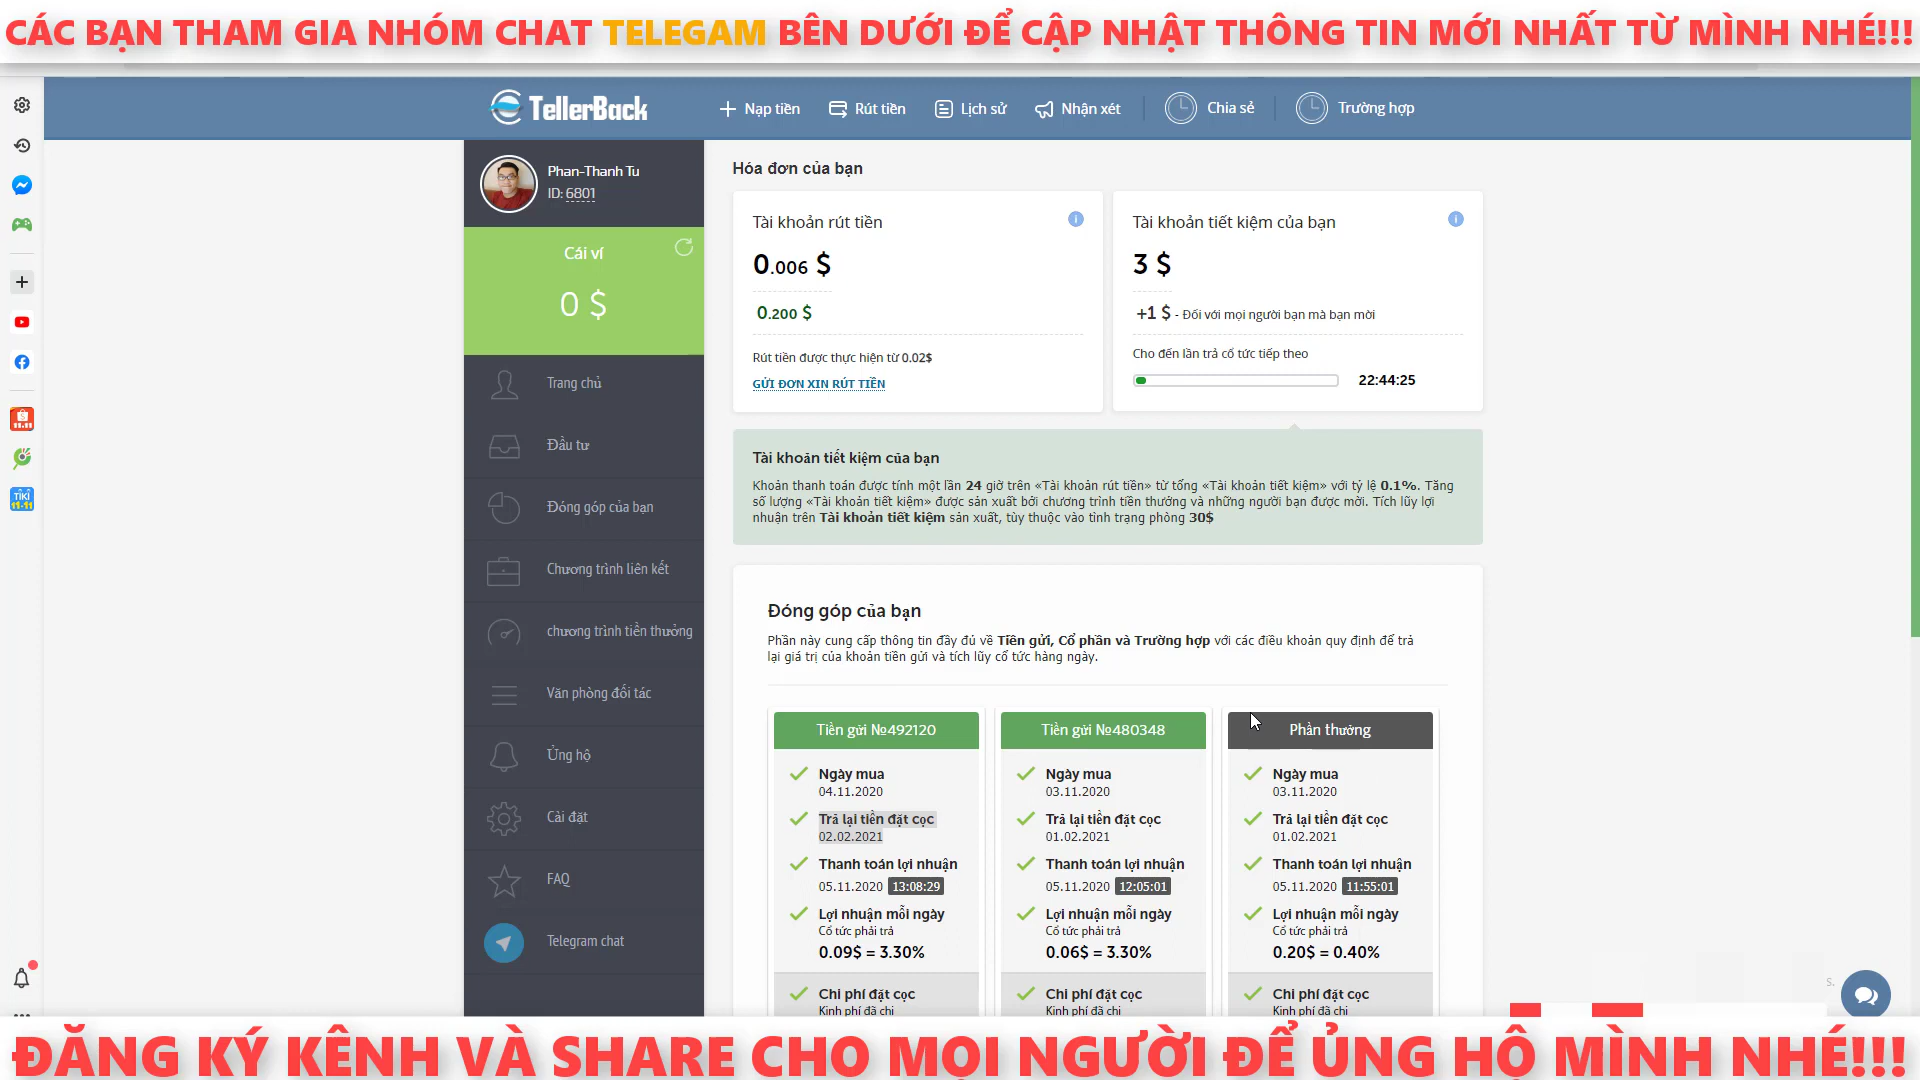 CÁC BẠN THAM GIA NHÓM CHAT TELEGAM BÊN DƯỚI ĐỂ CẬP NHẬT THÔNG TIN MỚI NHẤT TỪ MÌNH NHÉ!!!
TellerBack
Nạp tiền
Rút tiền
Lịch sử
Nhận xét
Chia sẻ
Trường hợp
Phan-Thanh Tu
ID: 6801
Cái ví
0 $
Trang chủ
Đầu tư
Đóng góp của bạn
Chương trình liên kết
chương trình tiền thưởng
Văn phòng đối tác
Ủng hộ
Cài đặt
FAQ
Telegram chat
Hóa đơn của bạn
Tài khoản rút tiền
0.006 $
0.200 $
Rút tiền được thực hiện từ 0.02$
GỬI ĐƠN XIN RÚT TIỀN
Tài khoản tiết kiệm của bạn
3 $
+1 $ - Đối với mọi người bạn mà bạn mời
Cho đến lần trả cổ tức tiếp theo
22:44:25
Tài khoản tiết kiệm của bạn
Khoản thanh toán được tính một lần 24 giờ trên «Tài khoản rút tiền» từ tổng «Tài khoản tiết kiệm» với tỷ lệ 0.1%. Tăng
số lượng «Tài khoản tiết kiệm» được sản xuất bởi chương trình tiền thưởng và những người bạn được mời. Tích lũy lợi
nhuận trên Tài khoản tiết kiệm sản xuất, tùy thuộc vào tình trạng phòng 30$
Đóng góp của bạn
Phần này cung cấp thông tin đầy đủ về Tiền gửi, Cổ phần và Trường hợp với các điều khoản quy định để trả
lại giá trị của khoản tiền gửi và tích lũy cổ tức hàng ngày.
Tiền gửi №492120
Ngày mua
04.11.2020
Trả lại tiền đặt cọc
02.02.2021
Thanh toán lợi nhuận
05.11.2020 13:08:29
Lợi nhuận mỗi ngày
Cổ tức phải trả
0.09$ = 3.30%
Chi phí đặt cọc
Kinh phí đã chi
Tiền gửi №480348
Ngày mua
03.11.2020
Trả lại tiền đặt cọc
01.02.2021
Thanh toán lợi nhuận
05.11.2020 12:05:01
Lợi nhuận mỗi ngày
Cổ tức phải trả
0.06$ = 3.30%
Chi phí đặt cọc
Kinh phí đã chi
Phần thưởng
Ngày mua
03.11.2020
Trả lại tiền đặt cọc
01.02.2021
Thanh toán lợi nhuận
05.11.2020 11:55:01
Lợi nhuận mỗi ngày
Cổ tức phải trả
0.20$ = 0.40%
Chi phí đặt cọc
Kinh phí đã chi
11.11
TIKI
11-11
s.
ĐĂNG KÝ KÊNH VÀ SHARE CHO MỌI NGƯỜI ĐỂ ỦNG HỘ MÌNH NHÉ!!!